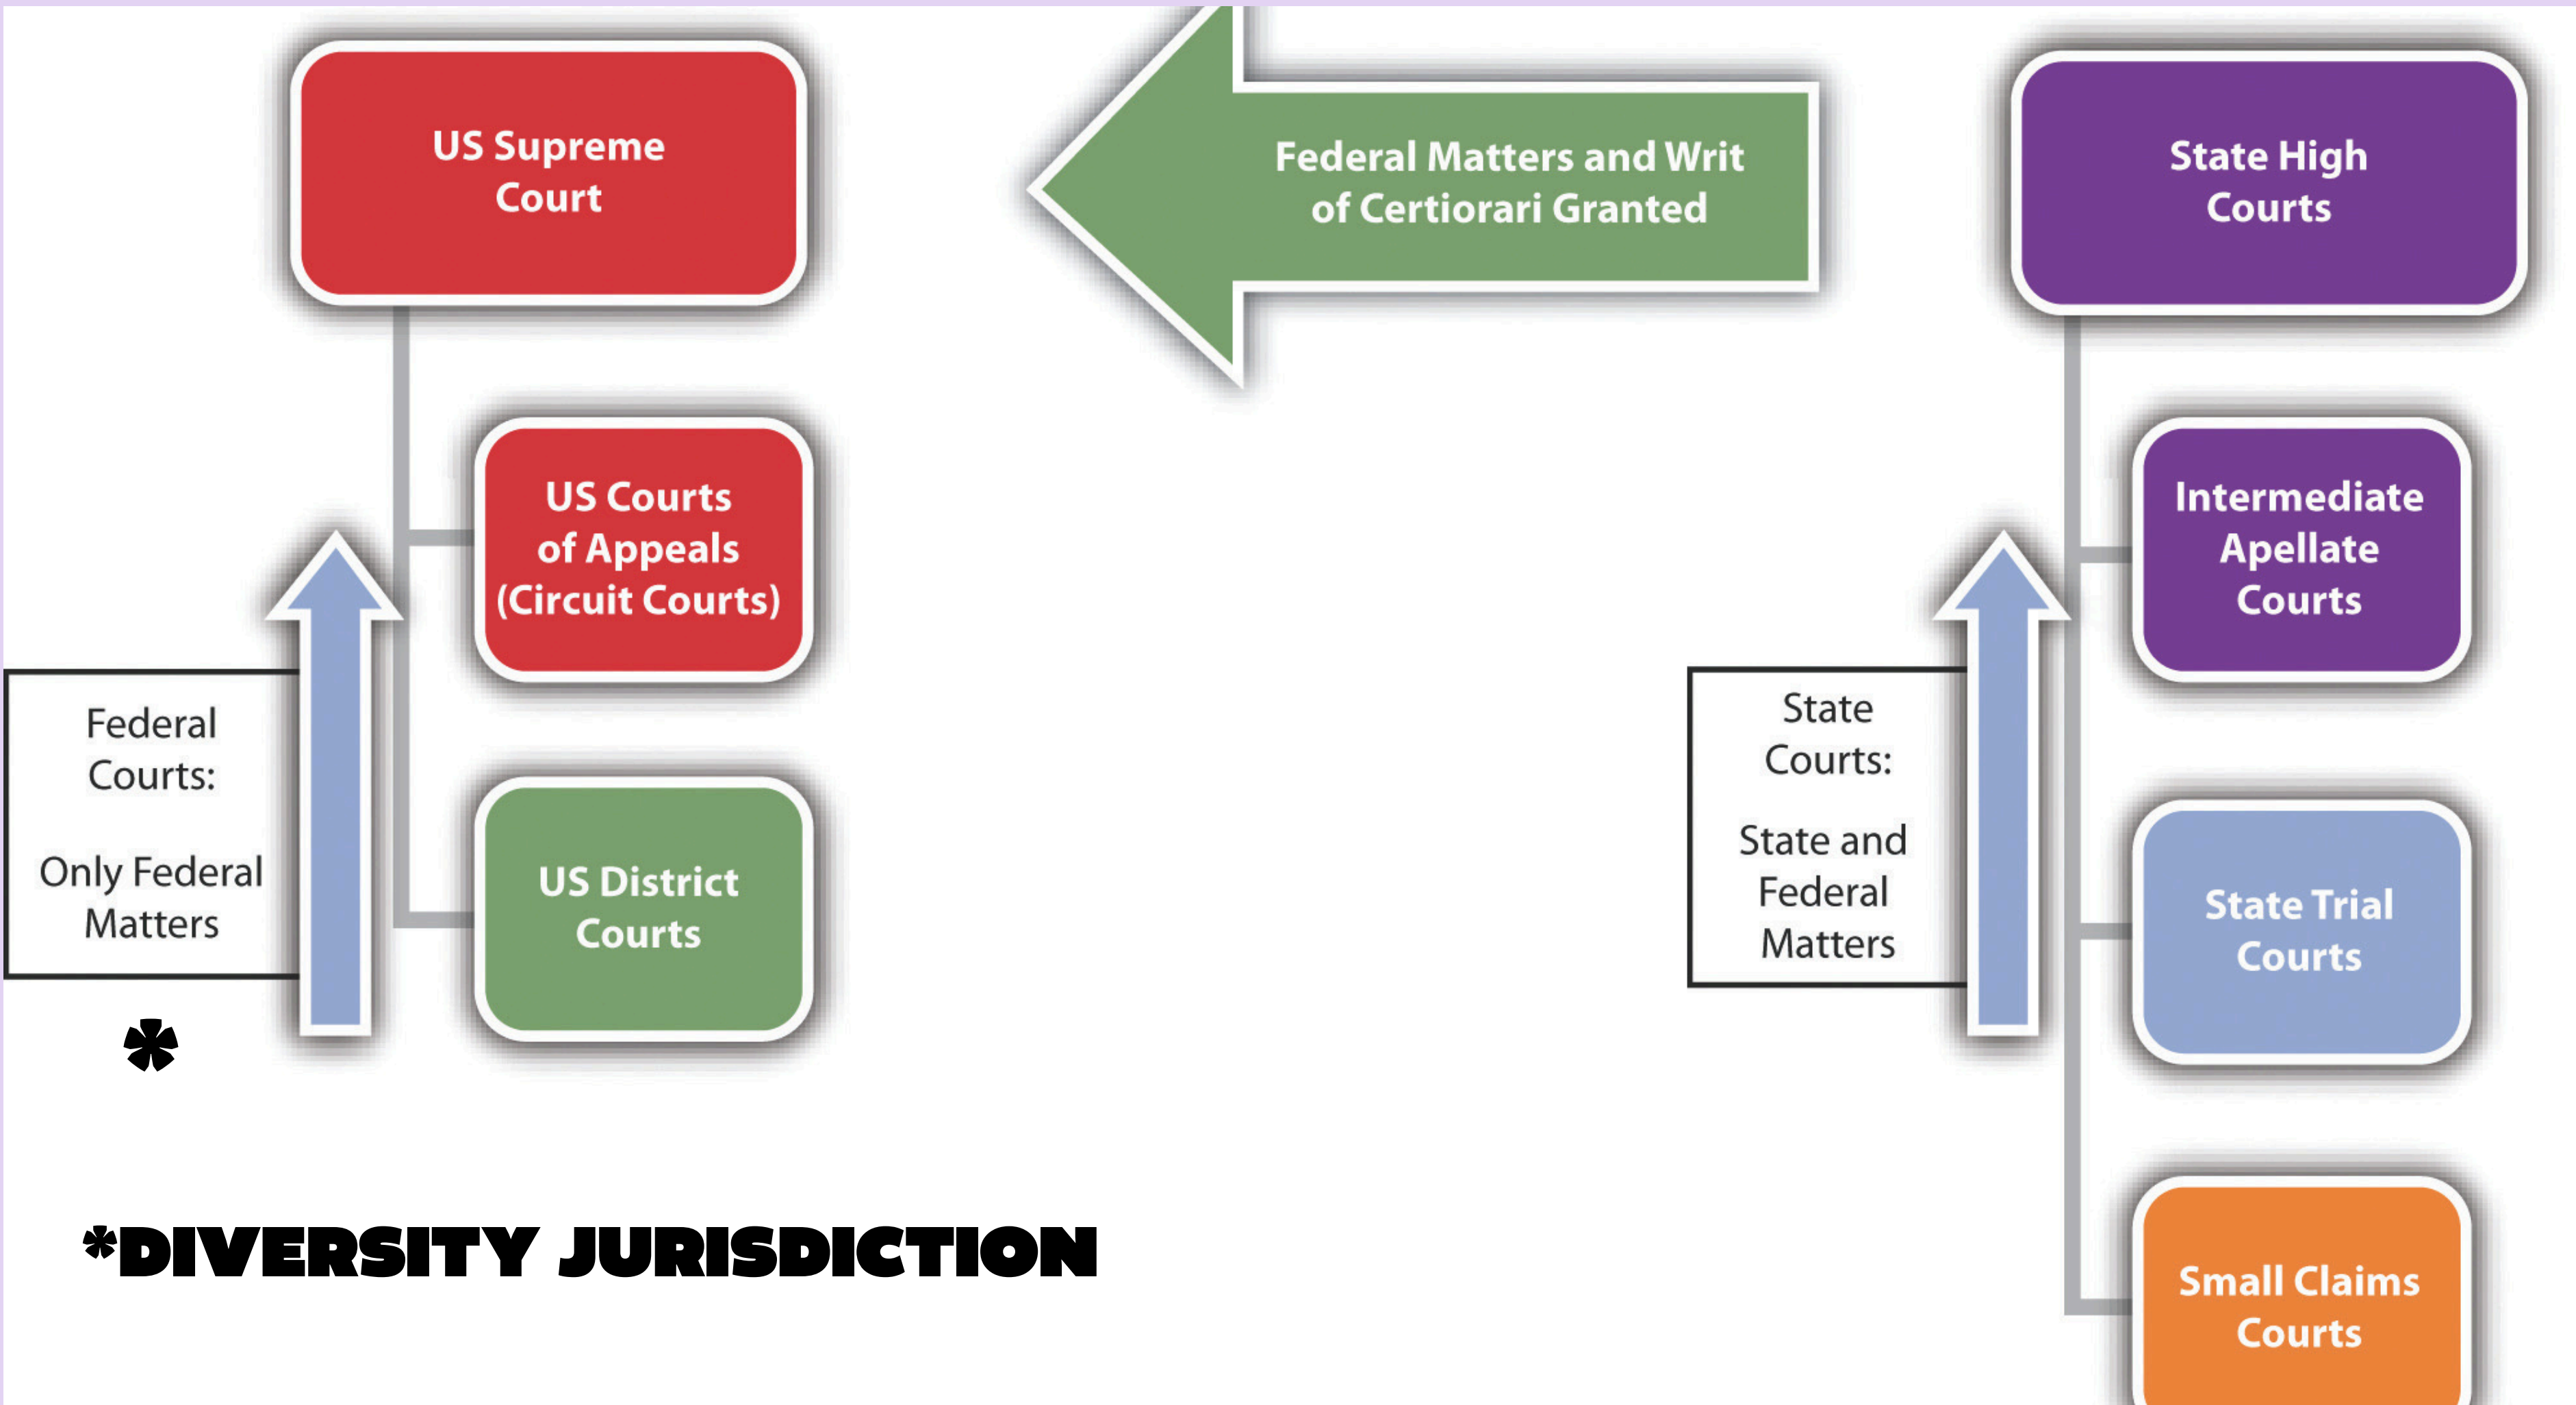 US Supreme
Court
Federal Matters and Writ
of Certiorari Granted
State High
Courts
US Courts
of Appeals
(Circuit Courts)
Intermediate
Apellate
Courts
Federal
Courts:
Only Federal
Matters
US District
Courts
State
Courts:
State and
Federal
Matters
State Trial
Courts
*
*DIVERSITY JURISDICTION
Small Claims
Courts